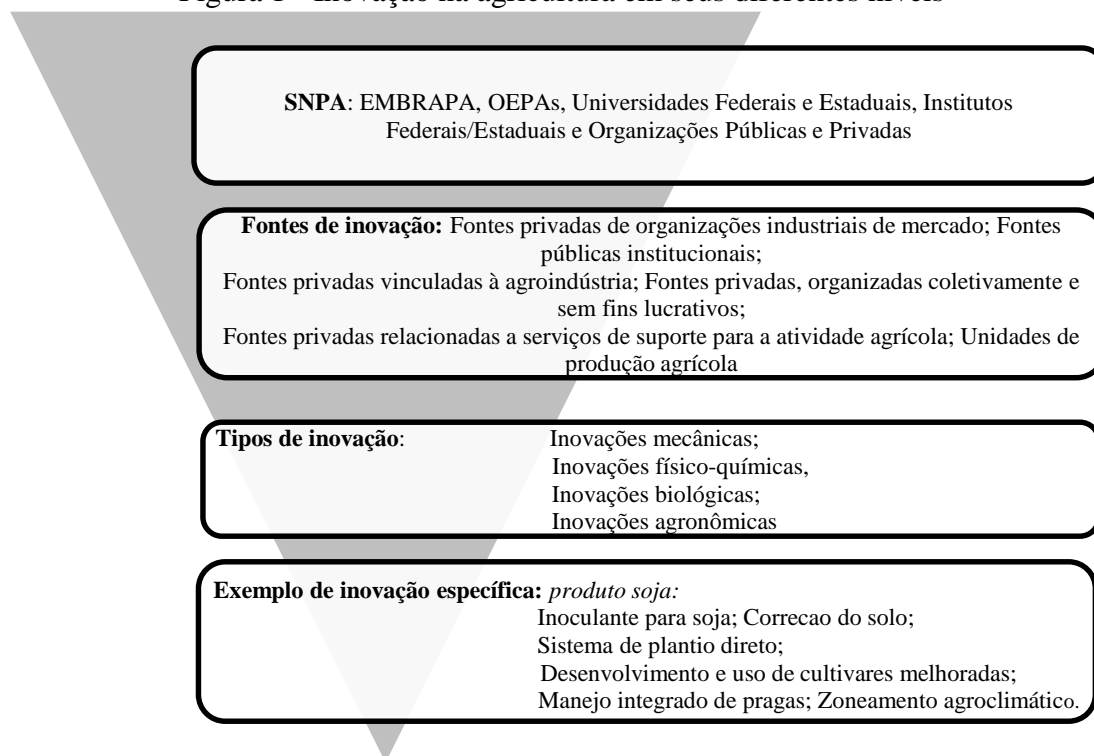 Figura 1 - Inovação na agricultura em seus diferentes níveis
SNPA: EMBRAPA, OEPAs, Universidades Federais e Estaduais, Institutos
Federais/Estaduais e Organizações Públicas e Privadas
Fontes de inovação: Fontes privadas de organizações industriais de mercado; Fontes
públicas institucionais;
Fontes privadas vinculadas à agroindústria; Fontes privadas, organizadas coletivamente e
sem fins lucrativos;
Fontes privadas relacionadas a serviços de suporte para a atividade agrícola; Unidades de
produção agrícola
Tipos de inovação: Inovações mecânicas;
Inovações físico-químicas,
Inovações biológicas;
Inovações agronômicas
Exemplo de inovação específica: produto soja:
Inoculante para soja; Correcao do solo;
Sistema de plantio direto;
Desenvolvimento e uso de cultivares melhoradas;
Manejo integrado de pragas; Zoneamento agroclimático.